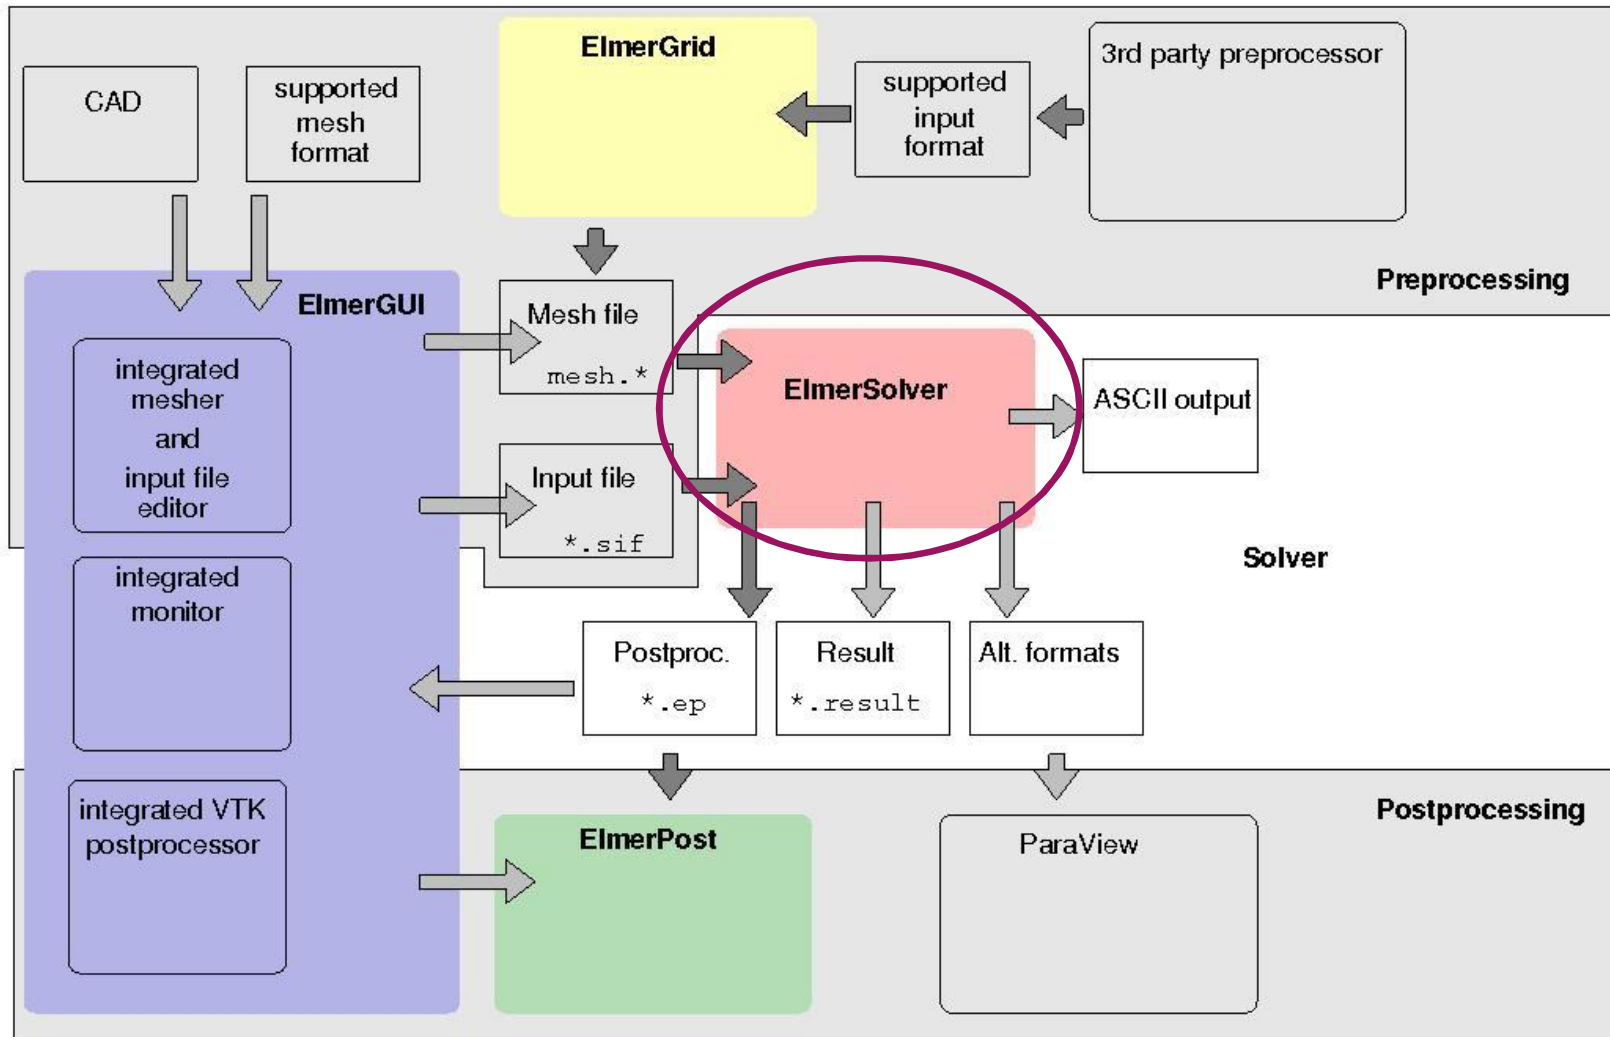 ElmerGrid
CAD
supported
mesh
format
supported
input
format
3rd party preprocessor
Preprocessing
ElmerGUI
Mesh file
mesh.*
integrated
mesher
and
input file
editor
ElmerSolver
ASCII output
Input file
*.sif
Solver
integrated
monitor
Postproc.
*.ep
Result
*.result
Alt. formats
Postprocessing
integrated VTK
postprocessor
ElmerPost
ParaView